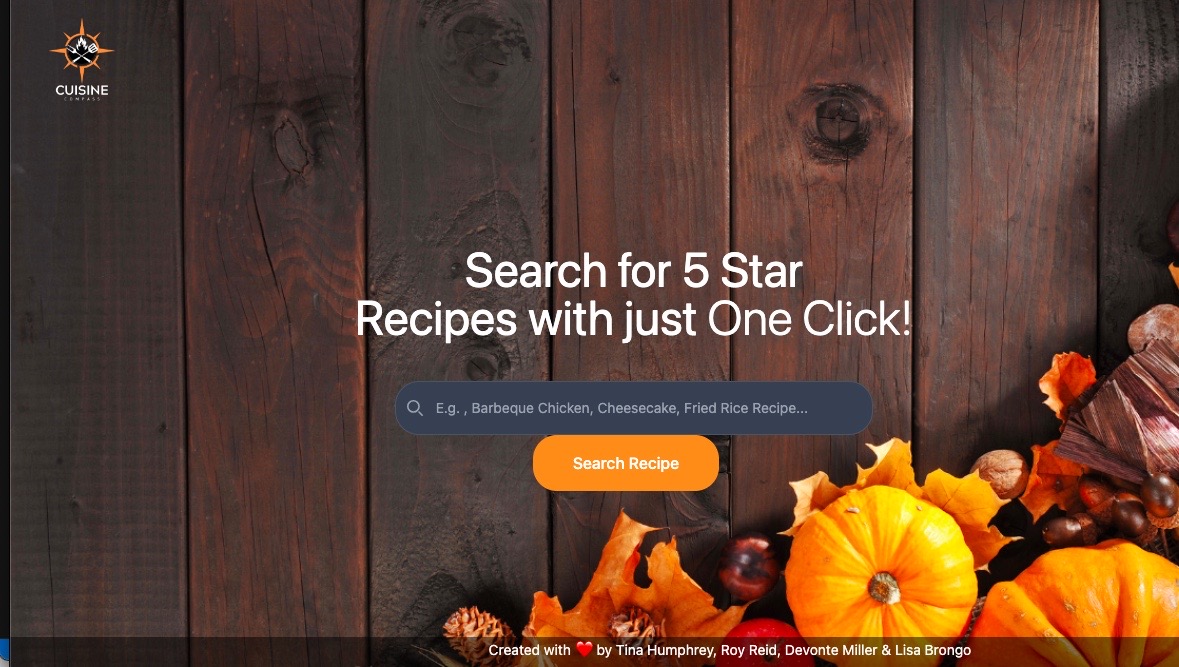 CUISINE
COMPASS
Search for 5 Star
Recipes with just One Click!
E.g. , Barbeque Chicken, Cheesecake, Fried Rice Recipe...
Search Recipe
Created with ❤️ by Tina Humphrey, Roy Reid, Devonte Miller & Lisa Brongo